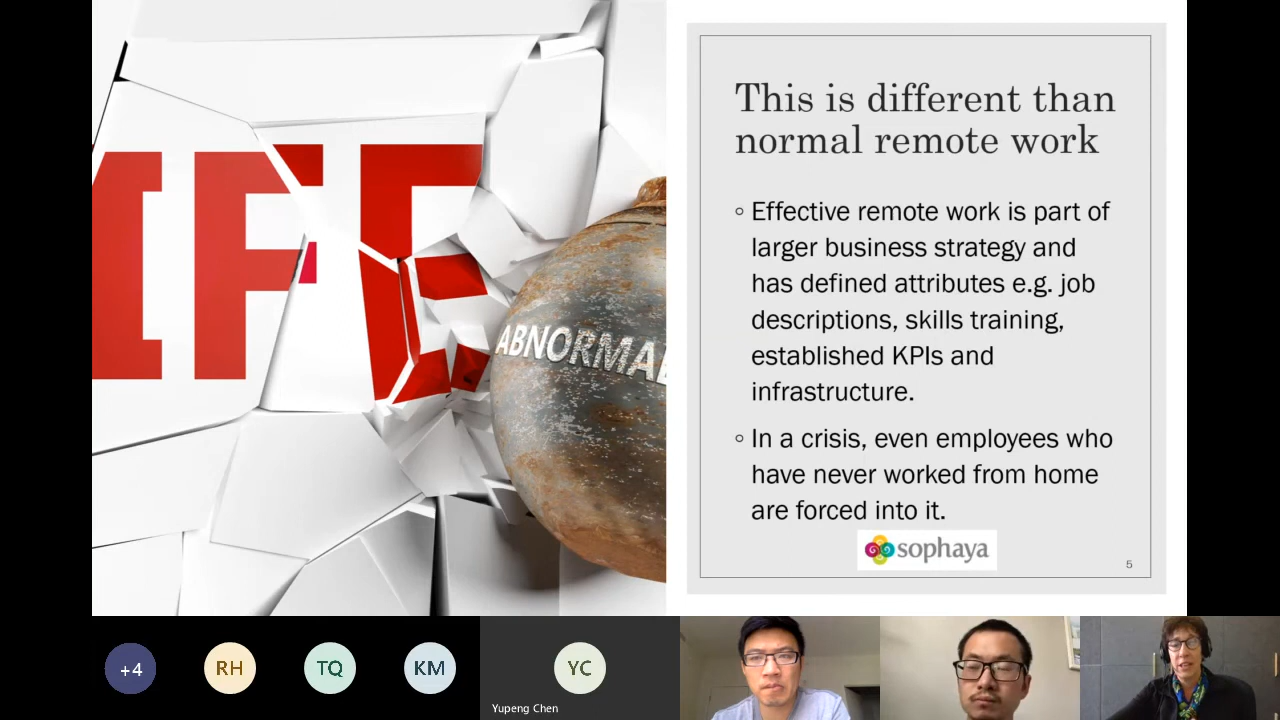 IFE
ABNORMAL
This is different than
normal remote work
◦ Effective remote work is part of
larger business strategy and
has defined attributes e.g. job
descriptions, skills training,
established KPIs and
infrastructure.
◦ In a crisis, even employees who
have never worked from home
are forced into it.
sophaya
5
+4
RH
TQ
KM
YC
Yupeng Chen